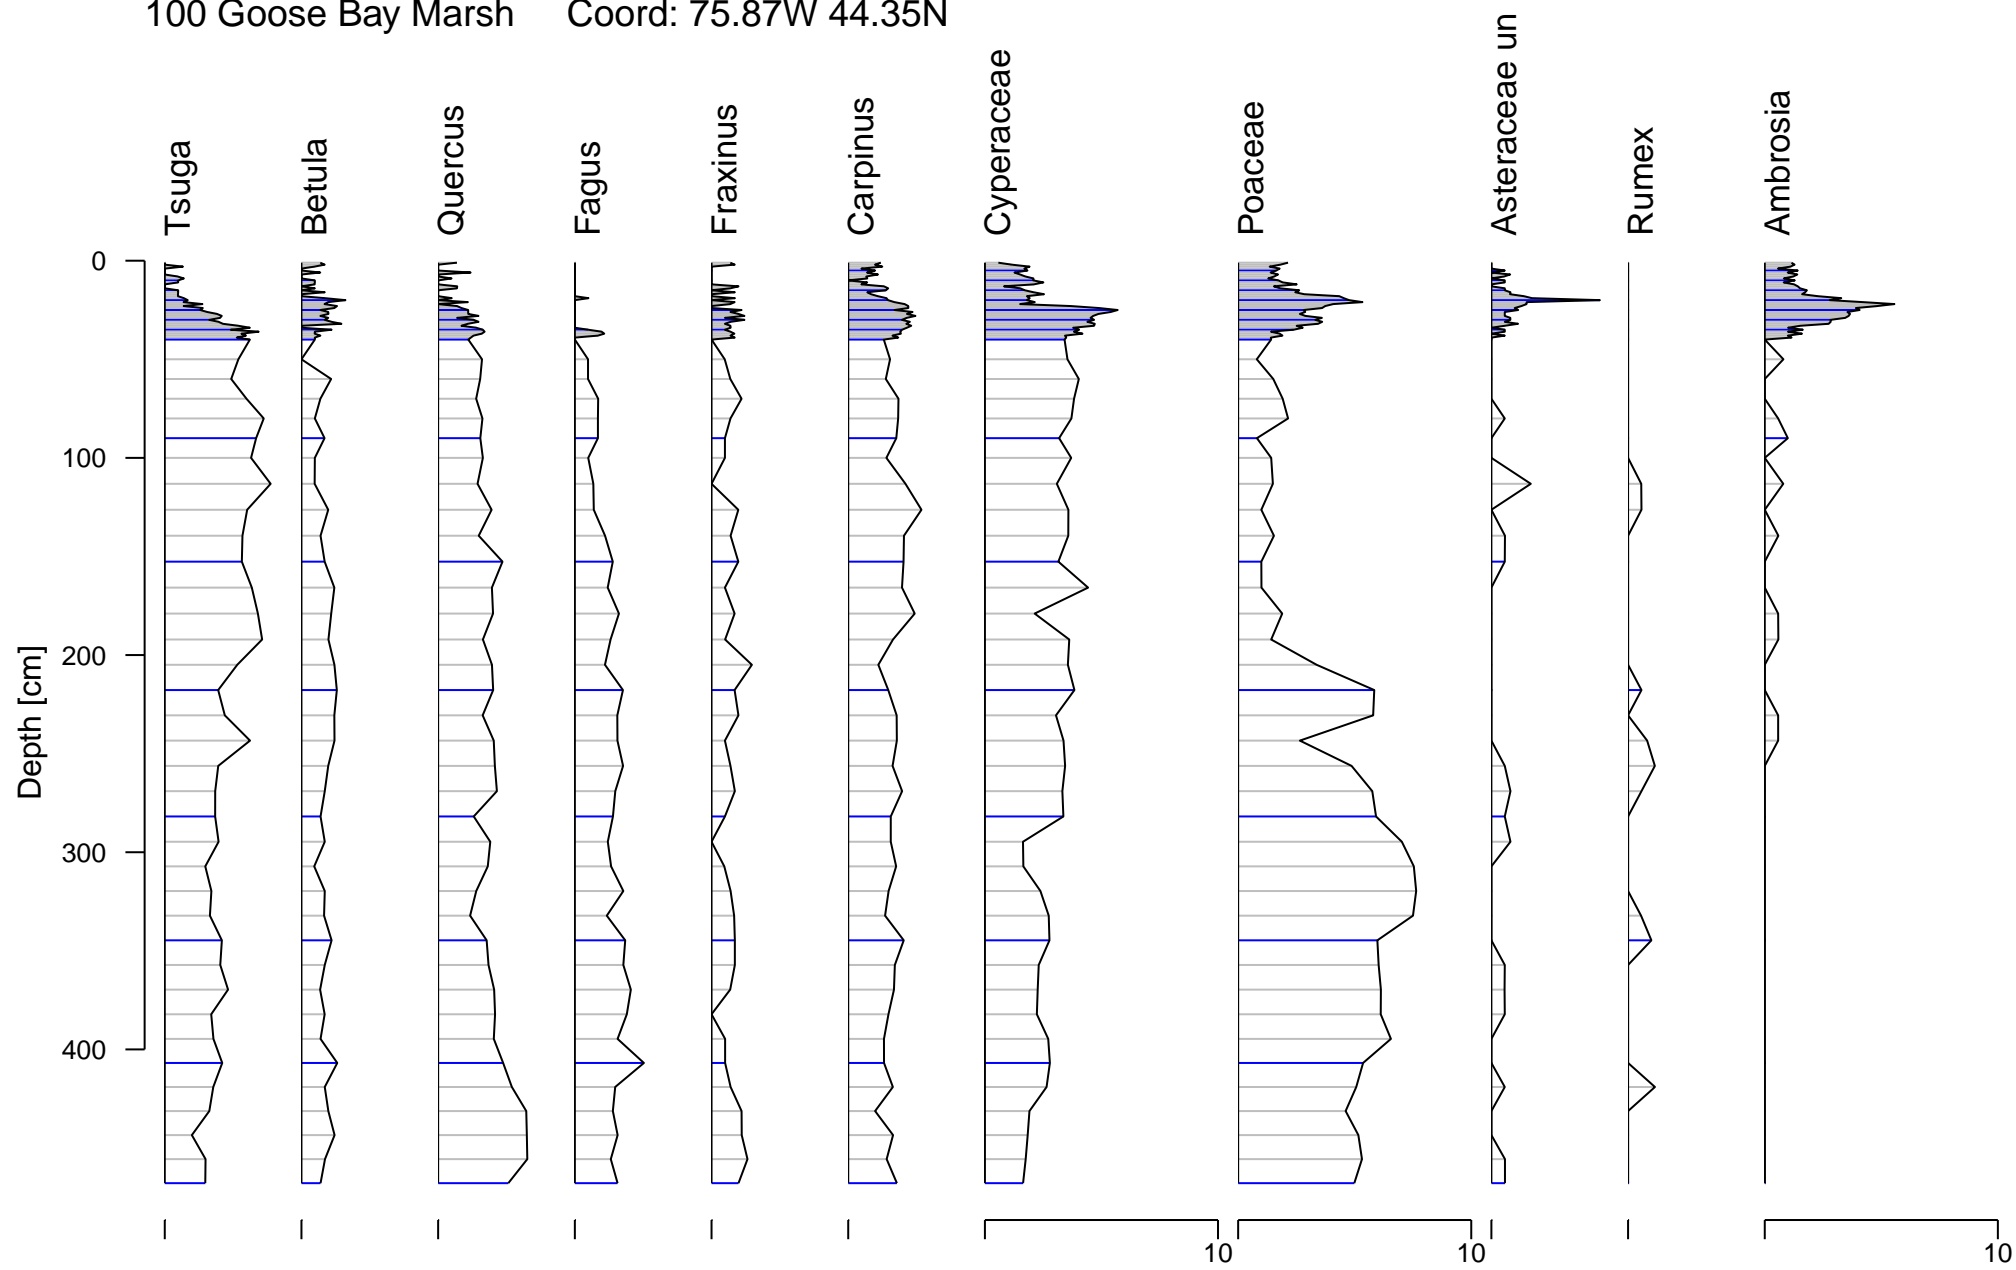 100 Goose Bay Marsh Coord: 75.87W 44.35N
Tsuga
Betula
Quercus
Fagus
Fraxinus
Carpinus
Cyperaceae
Poaceae
Asteraceae un
Rumex
Ambrosia
Depth [cm]
0
100
200
300
400
10
10
10